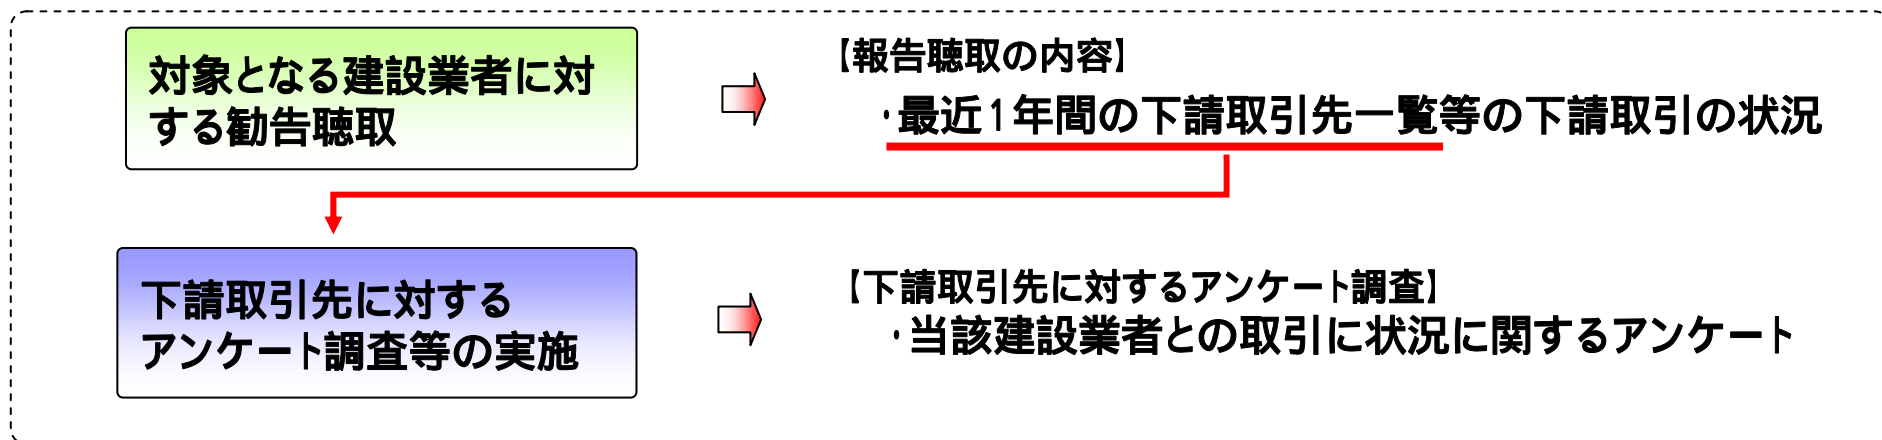 対象となる建設業者に対
する勧告聴取
【報告聴取の内容】
・最近1年間の下請取引先一覧等の下請取引の状況
下請取引先に対する
アンケート調査等の実施
【下請取引先に対するアンケート調査】
・当該建設業者との取引に状況に関するアンケート